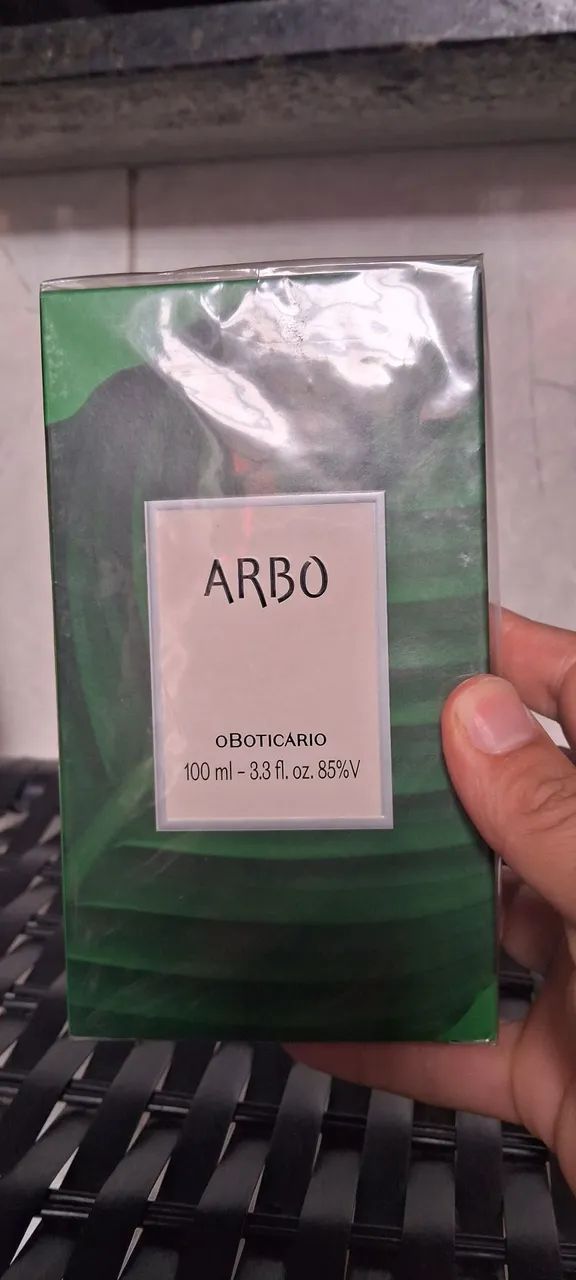 ARBO
oBOTICÁRIO
100 ml - 3.3 fl. oz. 85%V